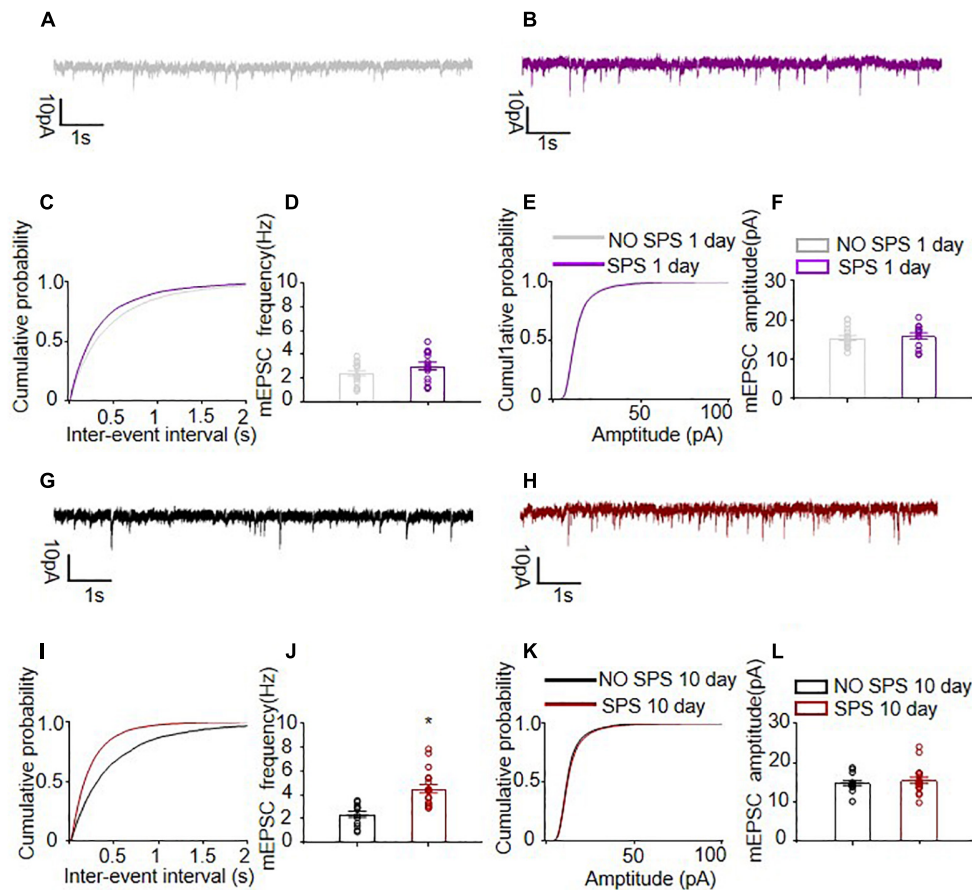 A
B
10pA
1s
10pA
1s
C
D
E
F
NO SPS 1 day
SPS 1 day
NO SPS 1 day
SPS 1 day
Cumulative probability
1.0
0.5
0
0.5 1 1.5 2
Inter-event interval (s)
mEPSC frequency(Hz)
10
8
6
4
2
0
Cumu1ative probability
1.0
0.5
0
50 100
Amptitude (pA)
mEPSC amptitude(pA)
30
20
10
0
G
H
10pA
1s
10pA
1s
I
J
K
L
NO SPS 10 day
SPS 10 day
NO SPS 10 day
SPS 10 day
Cumulative probability
1.0
0.5
0
0.5 1 1.5 2
Inter-event interval (s)
mEPSC frequency(Hz)
10
8
6
4
2
0
*
Cumulative probability
1.0
0.5
0
50 100
Amplitude (pA)
mEPSC amplitude(pA)
30
20
10
0